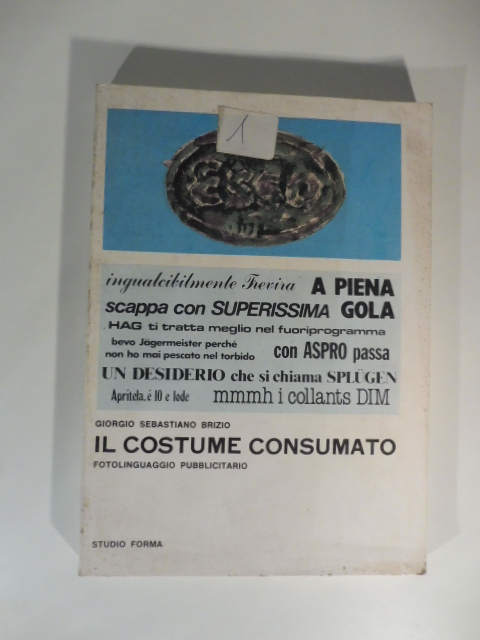 1
Esso
ingualcibilmente Trevira A PIENA
scappa con SUPERISSIMA GOLA
HAG ti tratta meglio nel fuoriprogramma
bevo Jägermeister perché
non ho mai pescato nel torbido con ASPRO passa
UN DESIDERIO che si chiama SPLÜGEN
Apritela, é 10 e lode mmmh i collants DIM
GIORGIO SEBASTIANO BRIZIO
IL COSTUME CONSUMATO
FOTOLINGUAGGIO PUBBLICITARIO
STUDIO FORMA